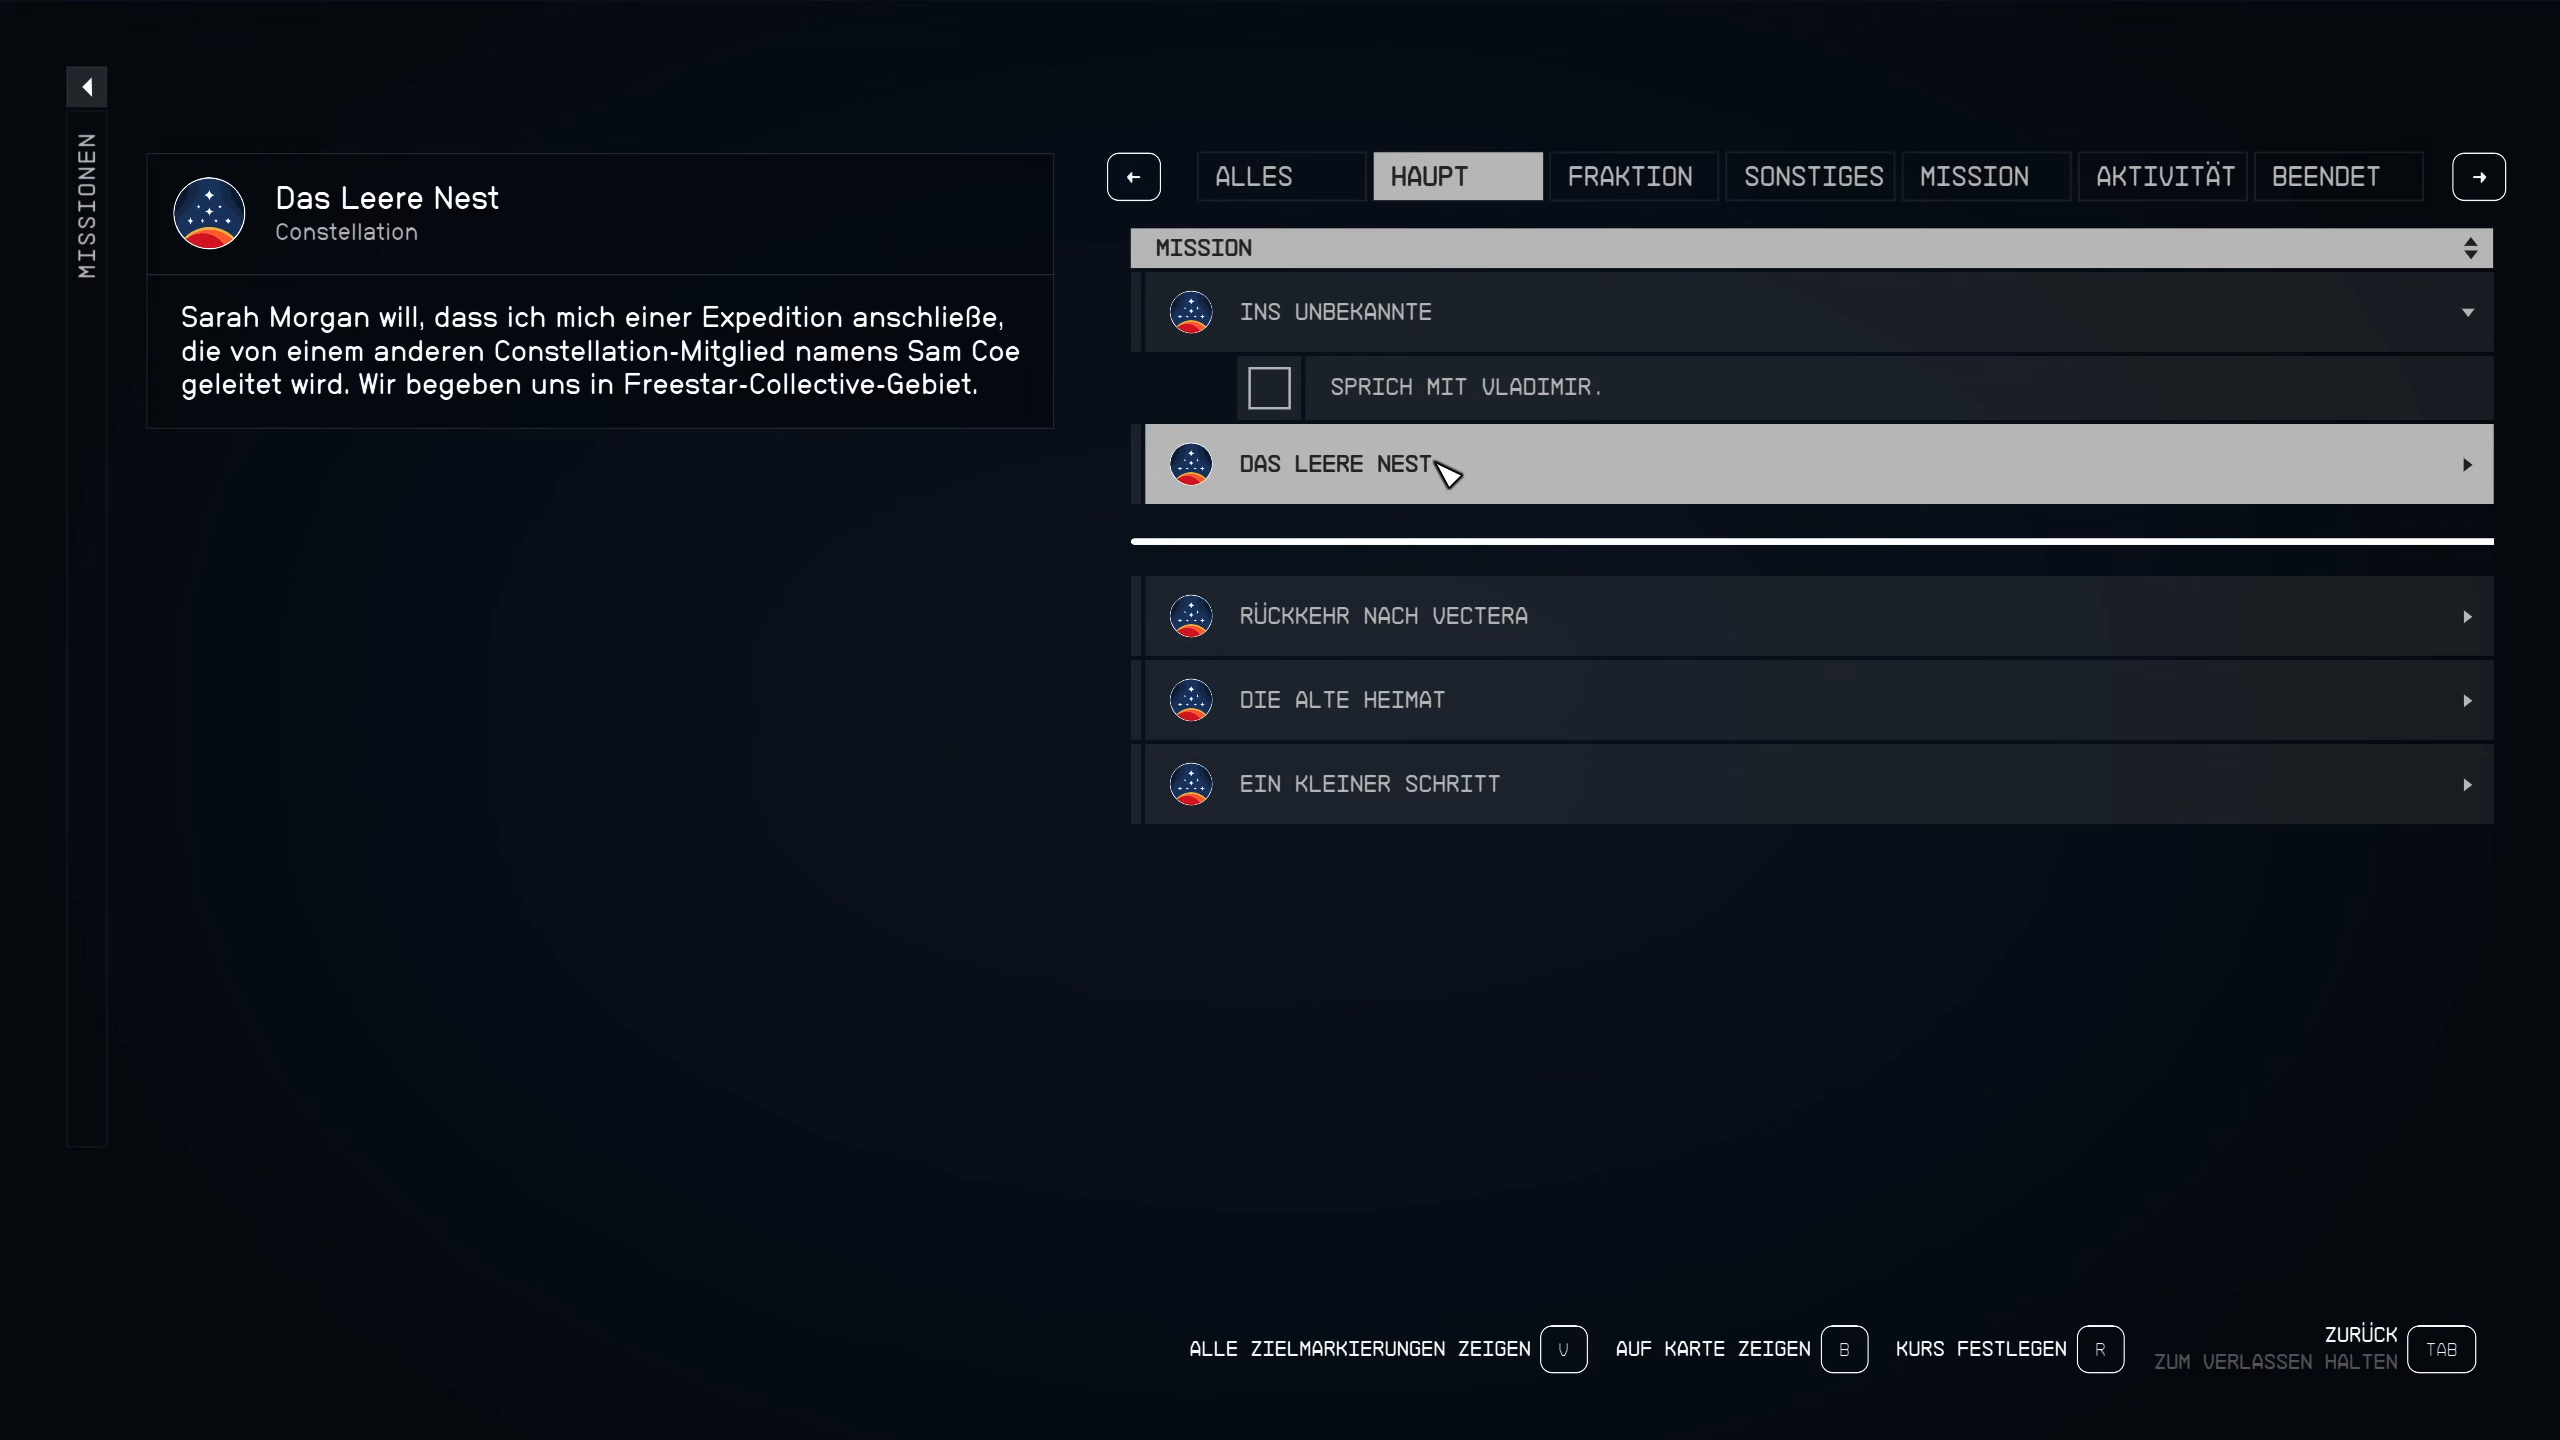 MISSIONEN
Das Leere Nest
Constellation
Sarah Morgan will, dass ich mich einer Expedition anschließe,
die von einem anderen Constellation-Mitglied namens Sam Coe
geleitet wird. Wir begeben uns in Freestar-Collective-Gebiet.
ALLES HAUPT FRAKTION SONSTIGES MISSION AKTIVITÄT BEENDET
MISSION
INS UNBEKANNTE
SPRICH MIT VLADIMIR.
DAS LEERE NEST
RÜCKKEHR NACH VECTERA
DIE ALTE HEIMAT
EIN KLEINER SCHRITT
ALLE ZIELMARKIERUNGEN ZEIGEN V AUF KARTE ZEIGEN B KURS FESTLEGEN R ZURÜCK TAB
ZUM VERLASSEN HALTEN